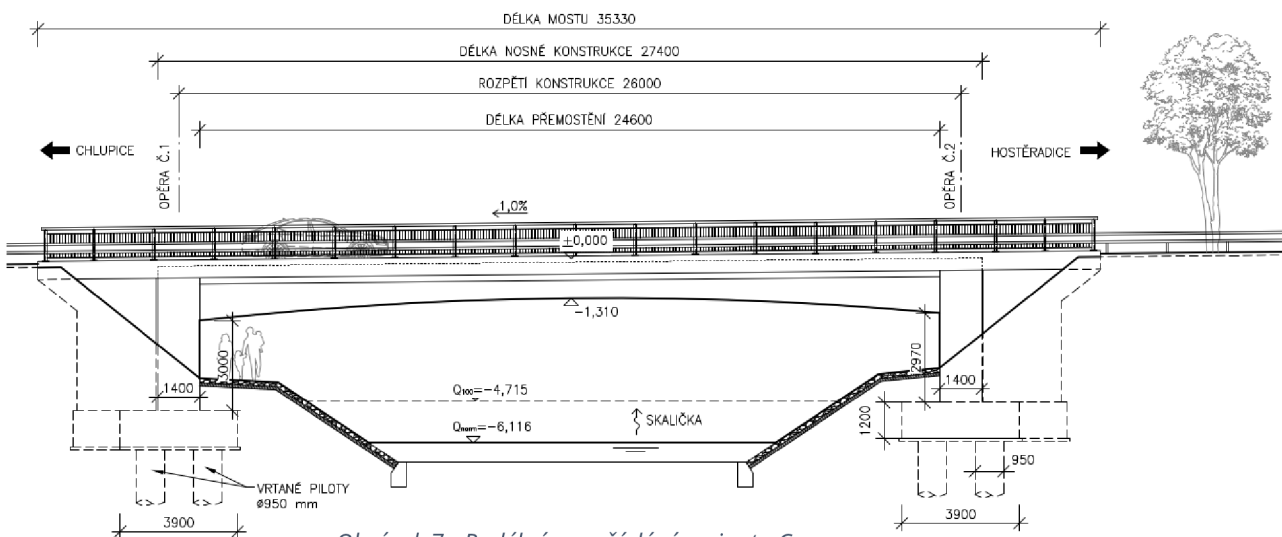 DÉLKA MOSTU 35330
DÉLKA NOSNÉ KONSTRUKCE 27400
ROZPĚTÍ KONSTRUKCE 26000
DÉLKA PŘEMOSTĚNÍ 24600
CHLUPICE
OPĚRA Č.1
OPĚRA Č.2
HOSTĚRADICE
1,0%
±0,000
-1,310
3000
2970
1400
1400
Q100=-4,715
SKALIČKA
1200
Qnorm=-6,116
950
VRTANÉ PILOTY
ø950 mm
3900
3900